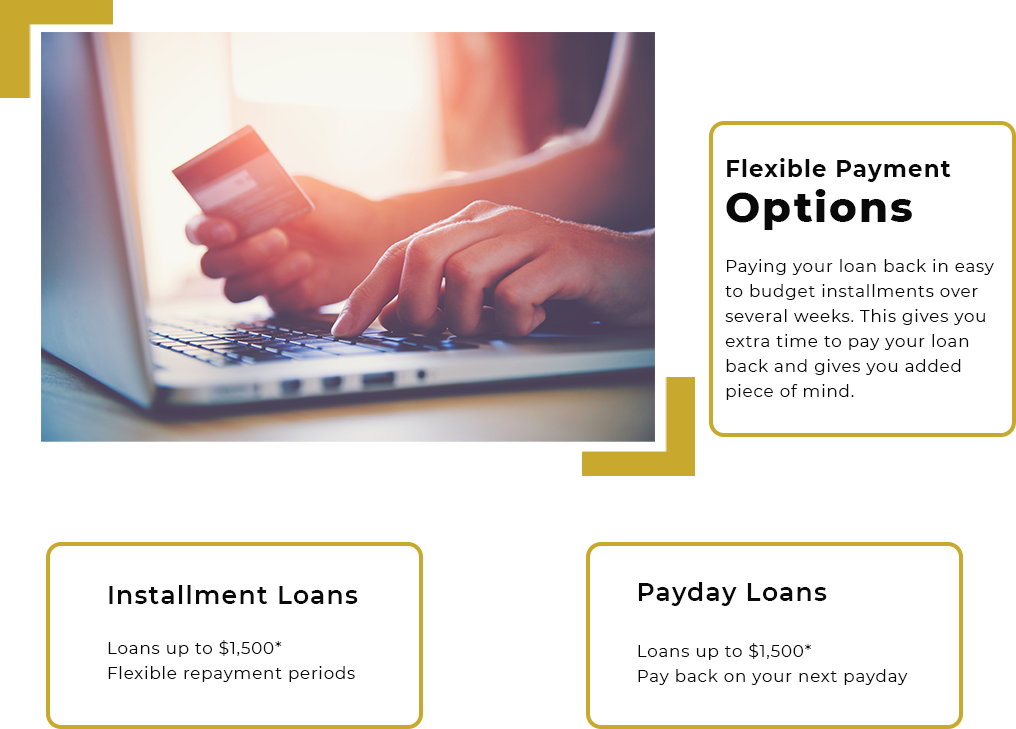 Flexible Payment
Options
Paying your loan back in easy
to budget installments over
several weeks. This gives you
extra time to pay your loan
back and gives you added
piece of mind.
Installment Loans
Loans up to $1,500*
Flexible repayment periods
Payday Loans
Loans up to $1,500*
Pay back on your next payday